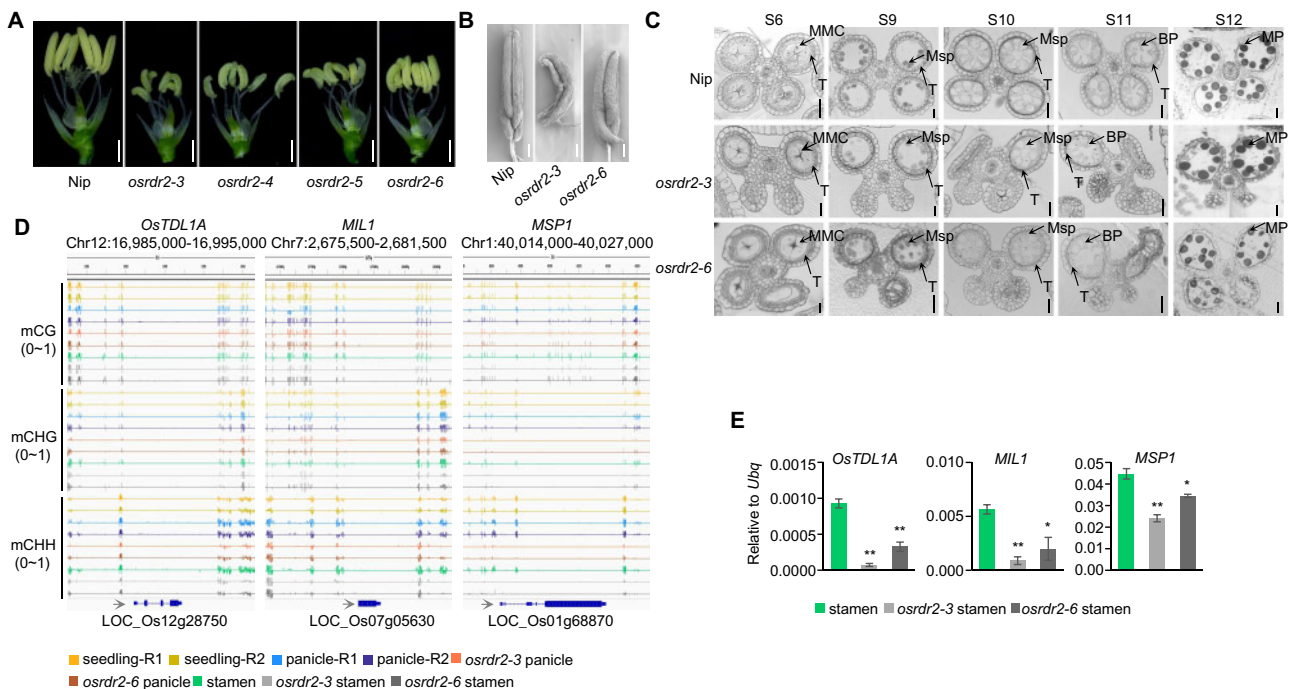 A
Nip
osrdr2-3
osrdr2-4
osrdr2-5
osrdr2-6
B
Nip
osrdr2-3
osrdr2-6
C
S6 S9 S10 S11 S12
Nip
MMC
T
Msp
T
Msp
T
BP
T
MP
osrdr2-3
MMC
T
Msp
T
Msp
T
BP
T
MP
osrdr2-6
MMC
T
Msp
T
Msp
T
BP
T
MP
D
OsTDL1A MIL1 MSP1
Chr12:16,985,000-16,995,000 Chr7:2,675,500-2,681,500 Chr1:40,014,000-40,027,000
mCG
(0~1)
mCHG
(0~1)
mCHH
(0~1)
LOC_Os12g28750 LOC_Os07g05630 LOC_Os01g68870
seedling-R1 seedling-R2 panicle-R1 panicle-R2 osrdr2-3 panicle
osrdr2-6 panicle stamen osrdr2-3 stamen osrdr2-6 stamen
E
Relative to Ubq
OsTDL1A
0.0015
0.0010
0.0005
0.0000
**
**
MIL1
0.010
0.005
0.000
**
*
MSP1
0.05
0.04
0.03
0.02
0.01
0.00
**
*
stamen osrdr2-3 stamen osrdr2-6 stamen